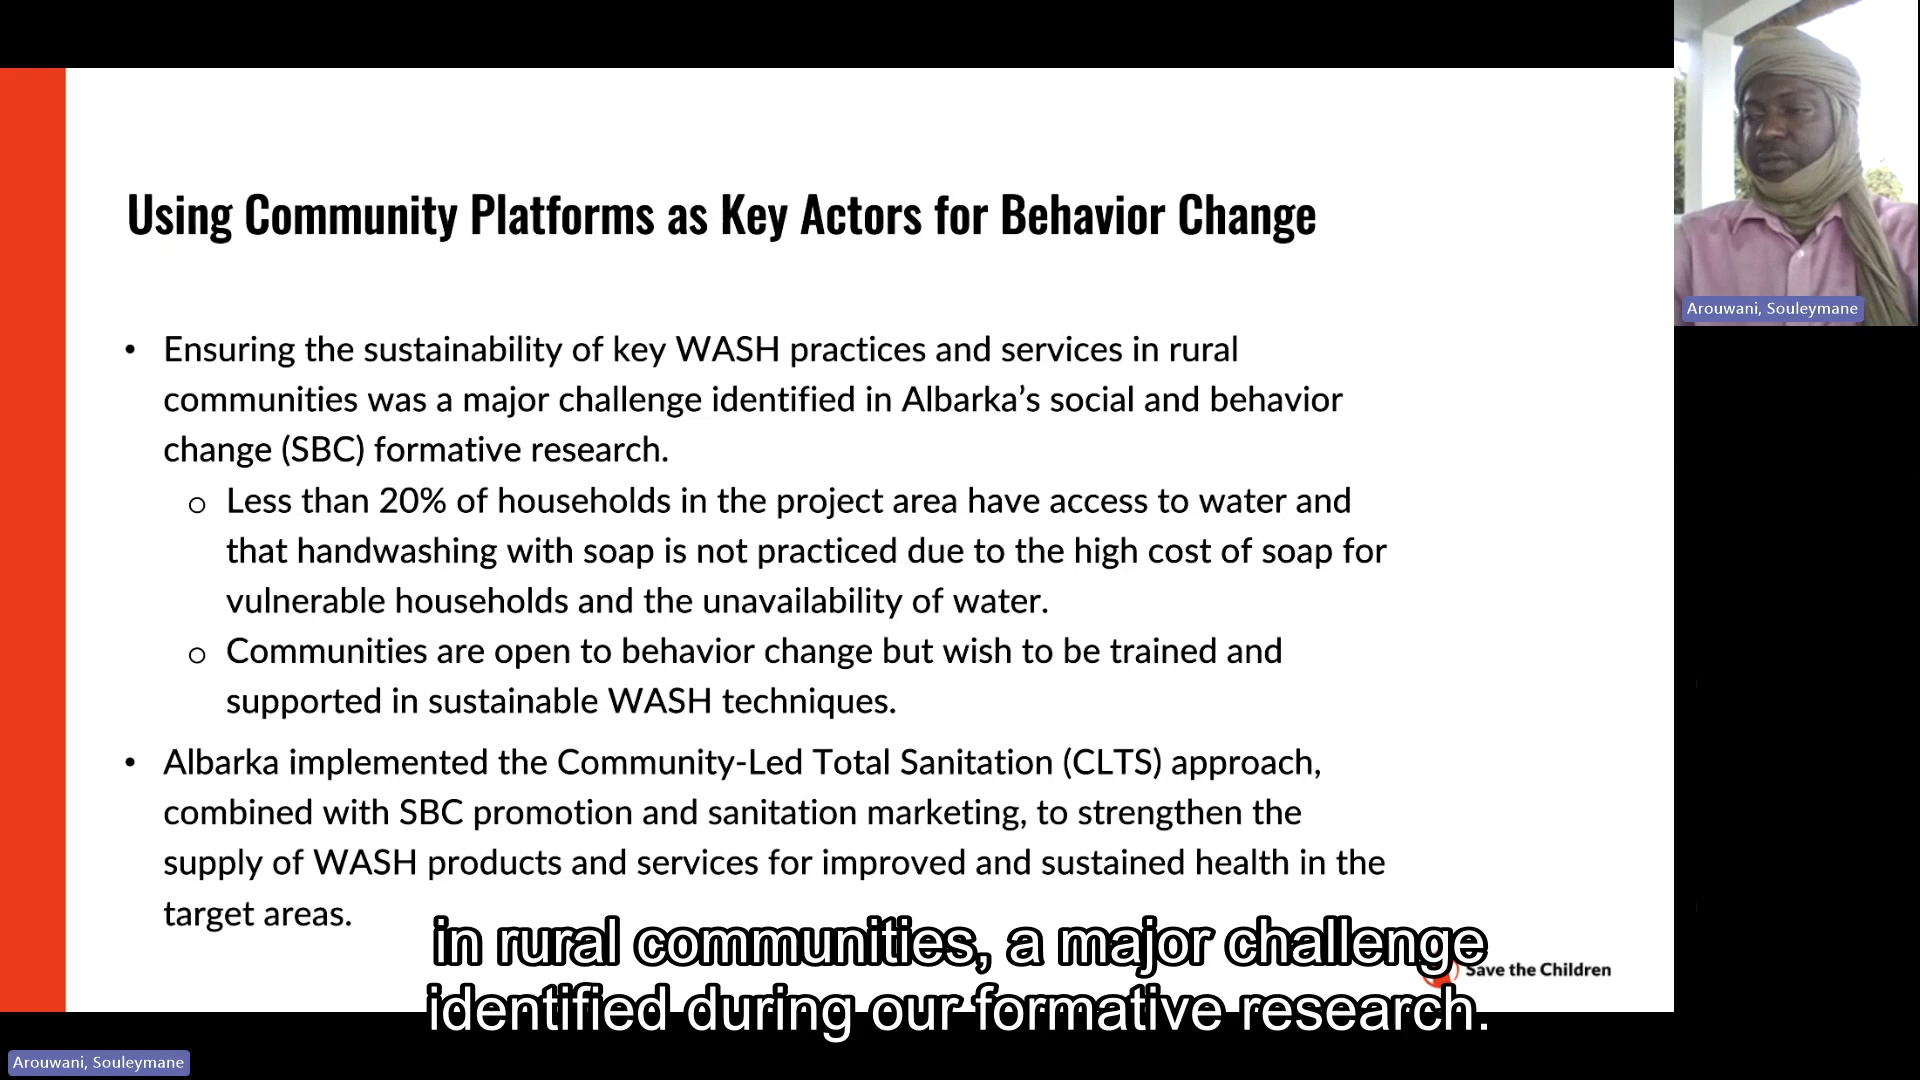 Using Community Platforms as Key Actors for Behavior Change
• Ensuring the sustainability of key WASH practices and services in rural
communities was a major challenge identified in Albarka’s social and behavior
change (SBC) formative research.
o Less than 20% of households in the project area have access to water and
that handwashing with soap is not practiced due to the high cost of soap for
vulnerable households and the unavailability of water.
o Communities are open to behavior change but wish to be trained and
supported in sustainable WASH techniques.
• Albarka implemented the Community-Led Total Sanitation (CLTS) approach,
combined with SBC promotion and sanitation marketing, to strengthen the
supply of WASH products and services for improved and sustained health in the
target areas.
in rural communities, a major challenge
identified during our formative research.
Save the Children
Arouwani, Souleymane
Arouwani, Souleymane